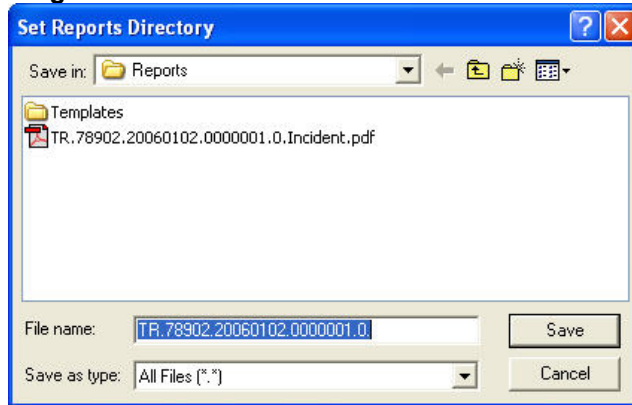 Set Reports Directory
Save in: Reports
Templates
TR.78902.20060102.0000001.0.Incident.pdf
File name: TR.78902.20060102.0000001.0. Save
Save as type: All Files (*.*) Cancel